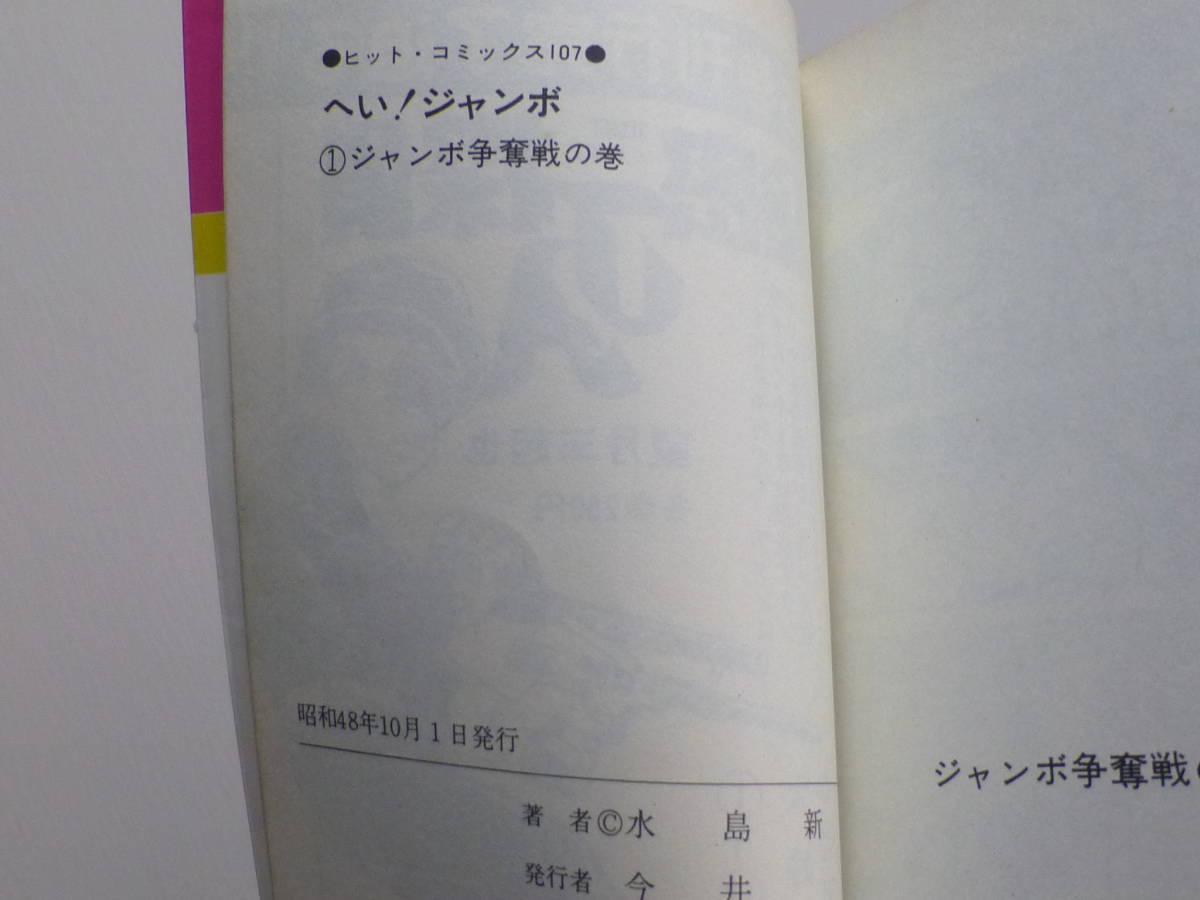 ●ヒット・コミックス107●
へい!ジャンボ
①ジャンボ争奪戦の巻
昭和48年10月1日発行
著者©水島新
発行者 今井
ジャンボ争奪戦